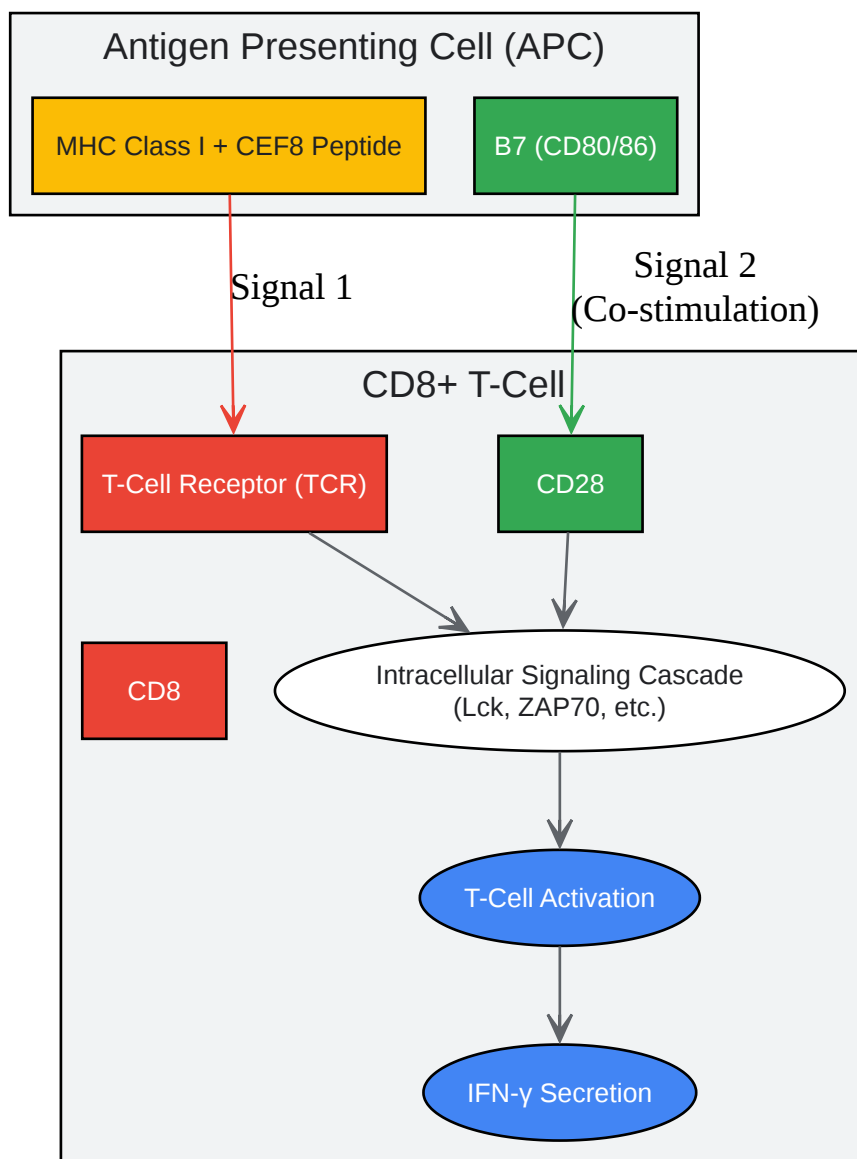 Antigen Presenting Cell (APC)
MHC Class I + CEF8 Peptide
B7 (CD80/86)
Signal 1
Signal 2
(Co-stimulation)
CD8+ T-Cell
T-Cell Receptor (TCR)
CD28
CD8
Intracellular Signaling Cascade
(Lck, ZAP70, etc.)
T-Cell Activation
IFN-γ Secretion